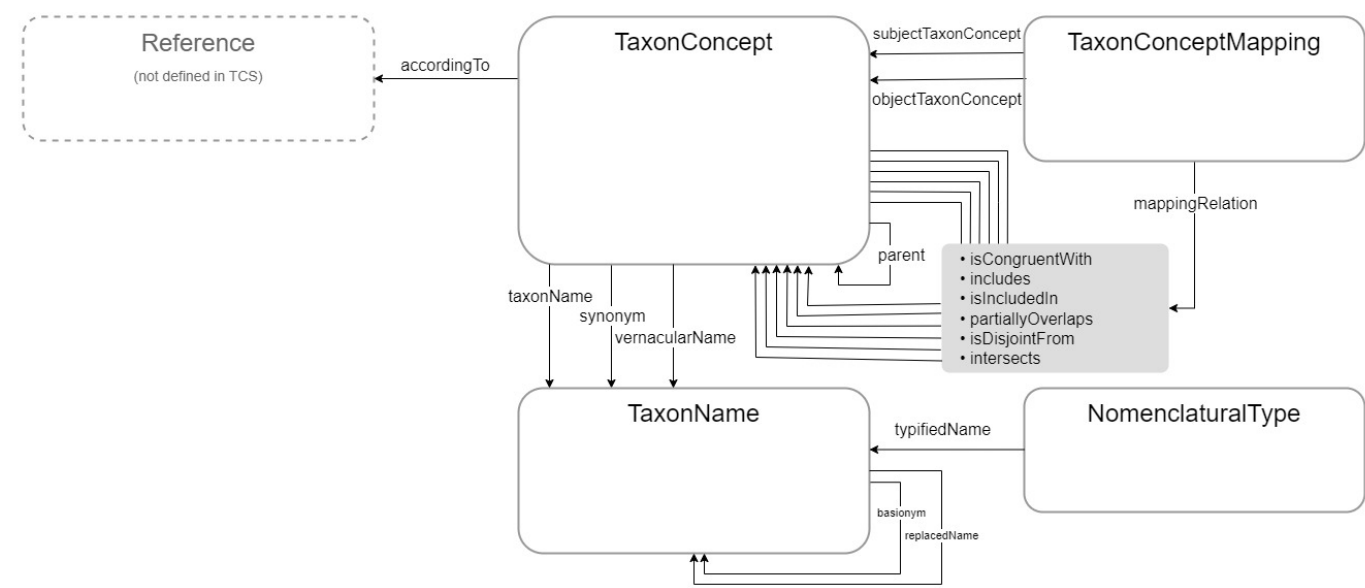 Reference
(not defined in TCS)
accordingTo
TaxonConcept
subjectTaxonConcept
objectTaxonConcept
TaxonConceptMapping
mappingRelation
parent
• isCongruentWith
• includes
• isIncludedIn
• partiallyOverlaps
• isDisjointFrom
• intersects
taxonName
synonym
vernacularName
TaxonName
typifiedName
NomenclaturalType
basionym
replacedName